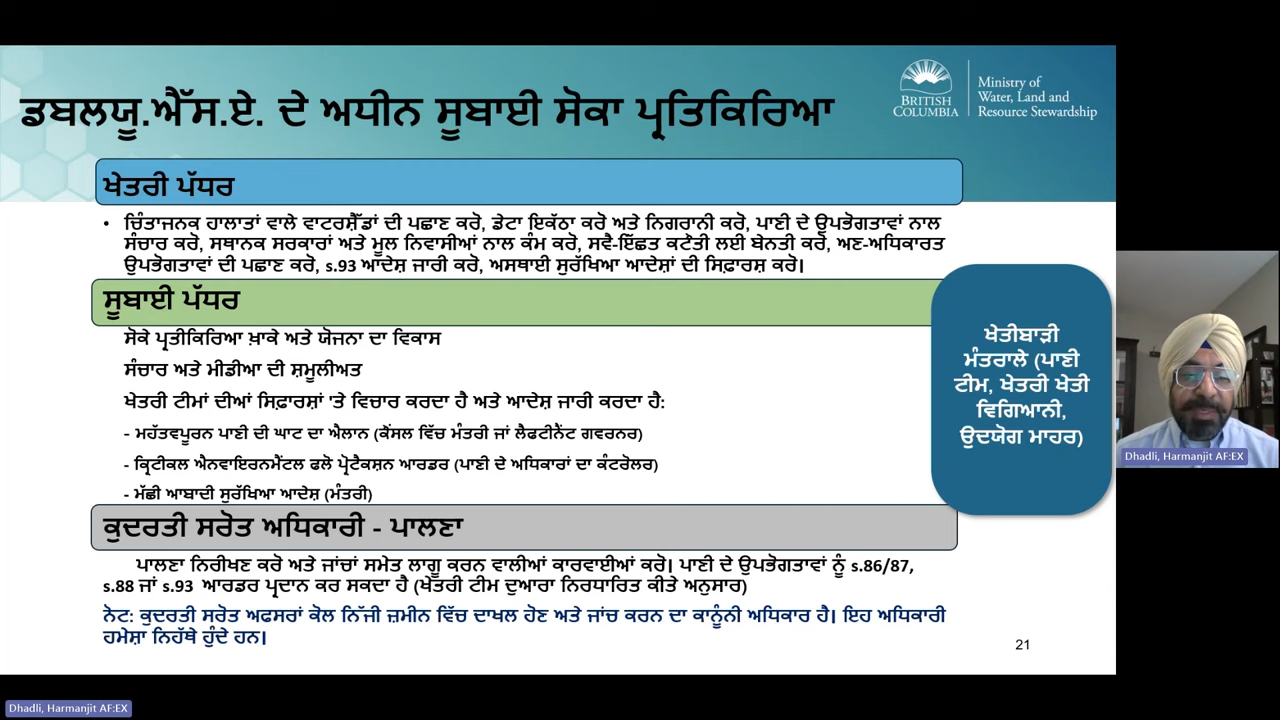 ਡਬਲਯੂ.ਐੱਸ.ਏ. ਦੇ ਅਧੀਨ ਸੂਬਾਈ ਸੋਕਾ ਪ੍ਰਤਿਕਿਰਿਆ
BRITISH
COLUMBIA
Ministry of
Water, Land and
Resource Stewardship
ਖੇਤਰੀ ਪੱਧਰ
• ਚਿੰਤਾਜਨਕ ਹਾਲਾਤਾਂ ਵਾਲੇ ਵਾਟਰਸ਼ੈੱਡਾਂ ਦੀ ਪਛਾਣ ਕਰੋ, ਡੇਟਾ ਇਕੱਠਾ ਕਰੋ ਅਤੇ ਨਿਗਰਾਨੀ ਕਰੋ, ਪਾਣੀ ਦੇ ਉਪਭੋਗਤਾਵਾਂ ਨਾਲ
ਸੰਚਾਰ ਕਰੋ, ਸਥਾਨਕ ਸਰਕਾਰਾਂ ਅਤੇ ਮੂਲ ਨਿਵਾਸੀਆਂ ਨਾਲ ਕੰਮ ਕਰੋ, ਸਵੈ-ਇੱਛਤ ਕਟੌਤੀ ਲਈ ਬੇਨਤੀ ਕਰੋ, ਅਣ-ਅਧਿਕਾਰਤ
ਉਪਭੋਗਤਾਵਾਂ ਦੀ ਪਛਾਣ ਕਰੋ, s.93 ਆਦੇਸ਼ ਜਾਰੀ ਕਰੋ, ਅਸਥਾਈ ਸੁਰੱਖਿਆ ਆਦੇਸ਼ਾਂ ਦੀ ਸਿਫ਼ਾਰਸ਼ ਕਰੋ।
ਸੂਬਾਈ ਪੱਧਰ
ਸੋਕੇ ਪ੍ਰਤੀਕਿਰਿਆ ਖ਼ਾਕੇ ਅਤੇ ਯੋਜਨਾ ਦਾ ਵਿਕਾਸ
ਸੰਚਾਰ ਅਤੇ ਮੀਡੀਆ ਦੀ ਸ਼ਮੂਲੀਅਤ
ਖੇਤਰੀ ਟੀਮਾਂ ਦੀਆਂ ਸਿਫ਼ਾਰਸ਼ਾਂ 'ਤੇ ਵਿਚਾਰ ਕਰਦਾ ਹੈ ਅਤੇ ਆਦੇਸ਼ ਜਾਰੀ ਕਰਦਾ ਹੈ:
- ਮਹੱਤਵਪੂਰਨ ਪਾਣੀ ਦੀ ਘਾਟ ਦਾ ਐਲਾਨ (ਕੌਂਸਲ ਵਿੱਚ ਮੰਤਰੀ ਜਾਂ ਲੈਫਟੀਨੈਂਟ ਗਵਰਨਰ)
- ਕ੍ਰਿਟੀਕਲ ਐਨਵਾਇਰਨਮੈਂਟਲ ਫਲੋ ਪ੍ਰੋਟੈਕਸ਼ਨ ਆਰਡਰ (ਪਾਣੀ ਦੇ ਅਧਿਕਾਰਾਂ ਦਾ ਕੰਟਰੋਲਰ)
- ਮੱਛੀ ਆਬਾਦੀ ਸੁਰੱਖਿਆ ਆਦੇਸ਼ (ਮੰਤਰੀ)
ਕੁਦਰਤੀ ਸਰੋਤ ਅਧਿਕਾਰੀ - ਪਾਲਣਾ
ਪਾਲਣਾ ਨਿਰੀਖਣ ਕਰੋ ਅਤੇ ਜਾਂਚਾਂ ਸਮੇਤ ਲਾਗੂ ਕਰਨ ਵਾਲੀਆਂ ਕਾਰਵਾਈਆਂ ਕਰੋ। ਪਾਣੀ ਦੇ ਉਪਭੋਗਤਾਵਾਂ ਨੂੰ s.86/87,
s.88 ਜਾਂ s.93 ਆਰਡਰ ਪ੍ਰਦਾਨ ਕਰ ਸਕਦਾ ਹੈ (ਖੇਤਰੀ ਟੀਮ ਦੁਆਰਾ ਨਿਰਧਾਰਿਤ ਕੀਤੇ ਅਨੁਸਾਰ)
ਨੋਟ: ਕੁਦਰਤੀ ਸਰੋਤ ਅਫਸਰਾਂ ਕੋਲ ਨਿੱਜੀ ਜ਼ਮੀਨ ਵਿੱਚ ਦਾਖਲ ਹੋਣ ਅਤੇ ਜਾਂਚ ਕਰਨ ਦਾ ਕਾਨੂੰਨੀ ਅਧਿਕਾਰ ਹੈ। ਇਹ ਅਧਿਕਾਰੀ
ਹਮੇਸ਼ਾ ਨਿਹੱਥੇ ਹੁੰਦੇ ਹਨ।
ਖੇਤੀਬਾੜੀ
ਮੰਤਰਾਲੇ (ਪਾਣੀ
ਟੀਮ, ਖੇਤਰੀ ਖੇਤੀ
ਵਿਗਿਆਨੀ,
ਉਦਯੋਗ ਮਾਹਰ)
21
Dhadli, Harmanjit AF:EX
Dhadli, Harmanjit AF:EX